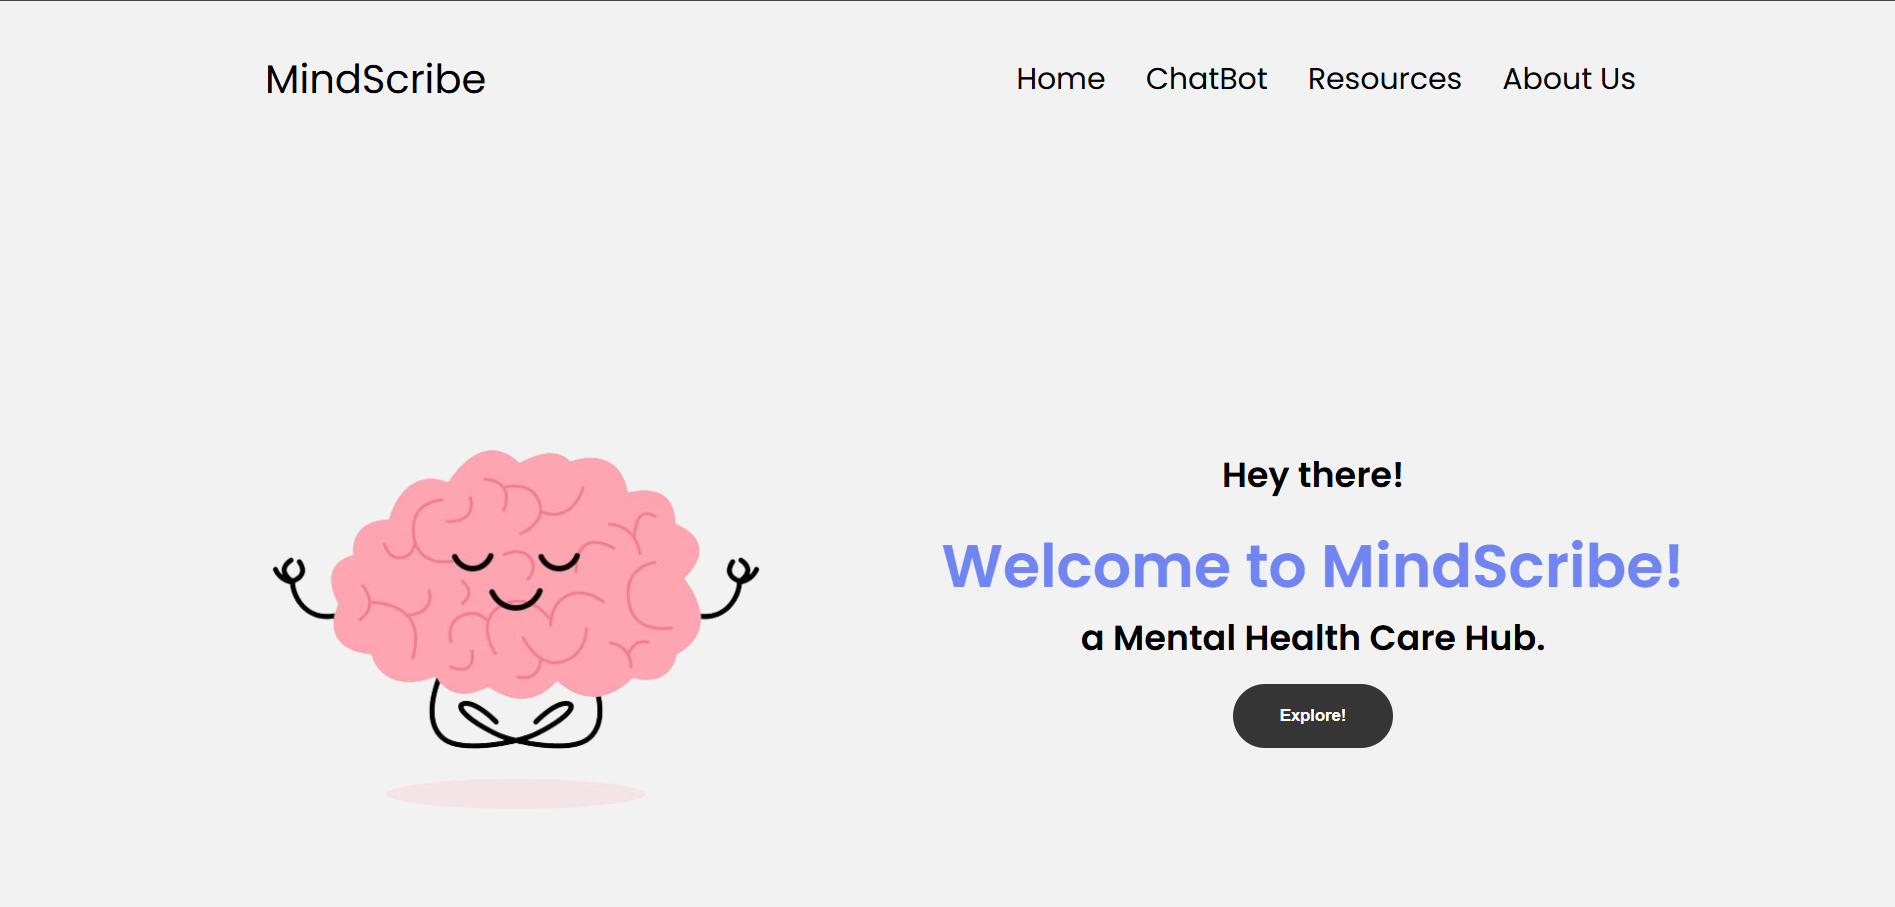 MindScribe
Home ChatBot Resources About Us
Hey there!
Welcome to MindScribe!
a Mental Health Care Hub.
Explore!